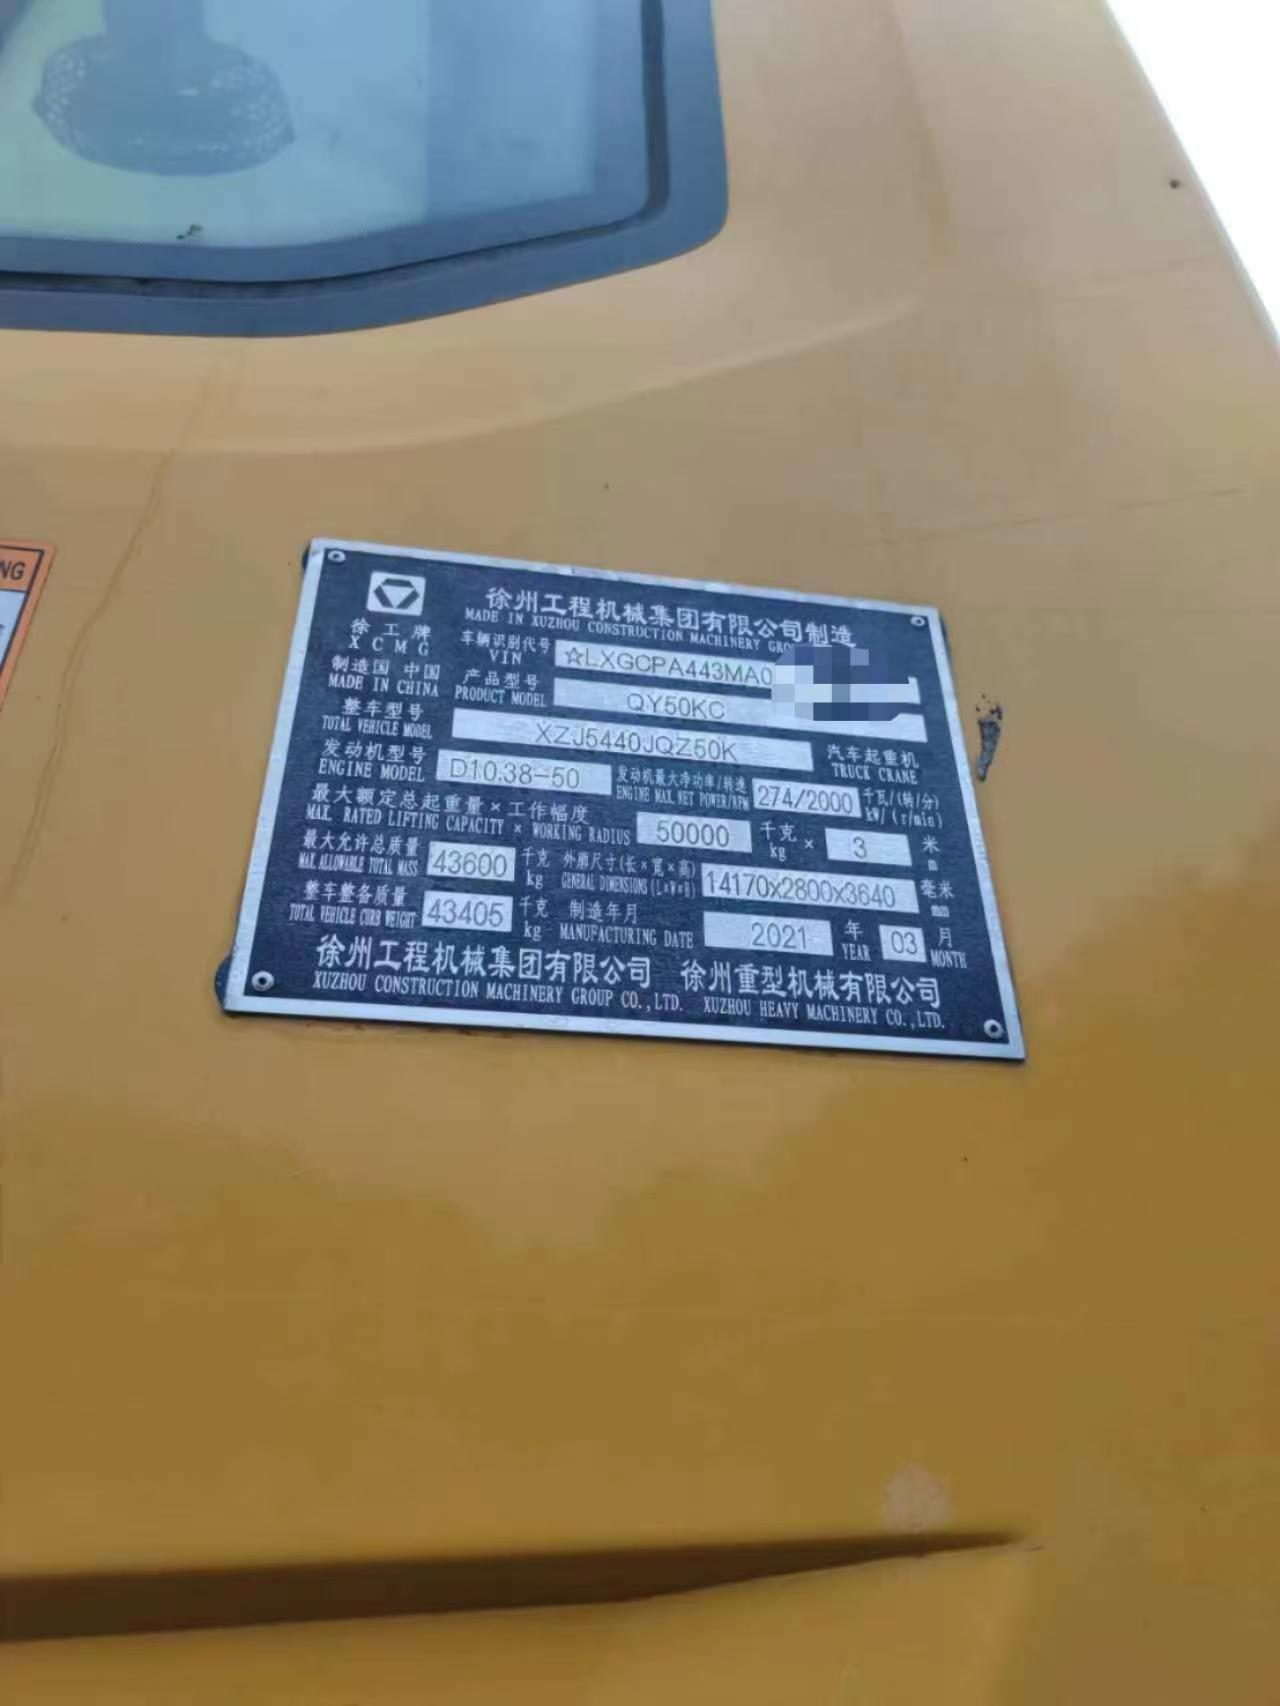 NG
徐州工程机械集团有限公司制造
MADE IN XUZHOU CONSTRUCTION MACHINERY
徐工牌
XCMG
车辆识别代号
VIN
☆LXGCPA443MA0
制造国 中国
MADE IN CHINA
产品型号
PRODUCT MODEL
QY50KC
整车型号
TOTAL VEHICLE MODEL
XZJ5440JQZ50K
汽车起重机
TRUCK CRANE
发动机型号
ENGINE MODEL
D10.38-50
发动机最大净功率/转速
ENGINE MAX.NET POWER/RPM
274/2000
千瓦/(转/分)
kW/(r/min)
最大额定总起重量×工作幅度
MAX. RATED LIFTING CAPACITY × WORKING RADIUS
50000
千克
kg
×
3
米
m
最大允许总质量
MAX.ALLOWABLE TOTAL MASS
43600
千克
kg
外廓尺寸(长×宽×高)
GENERAL DIMENSIONS(L×W×H)
14170x2800x3640
毫米
mm
整车整备质量
TOTAL VEHICLE CURB WEIGHT
43405
千克
kg
制造年月
MANUFACTURING DATE
2021
年
YEAR
03
月
MONTH
徐州工程机械集团有限公司 徐州重型机械有限公司
XUZHOU CONSTRUCTION MACHINERY GROUP CO.,LTD. XUZHOU HEAVY MACHINERY CO.,LTD.